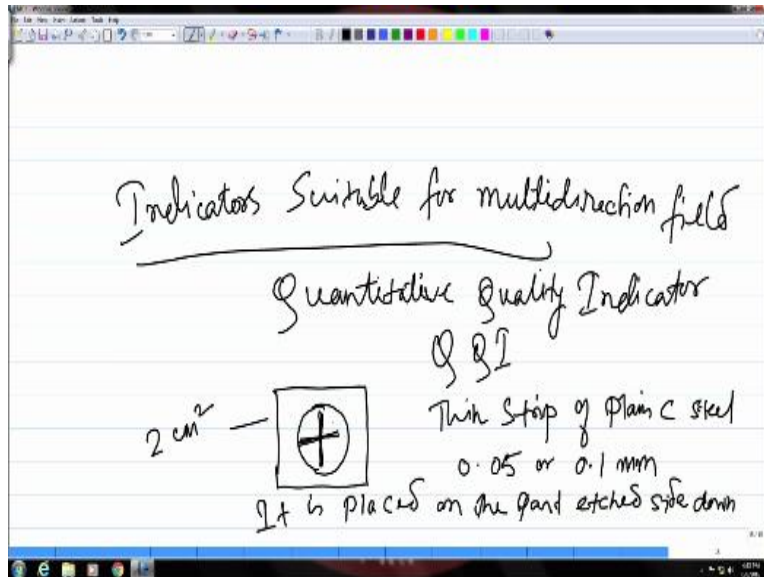 Indicators Suitable for multidirection field
Quantitative Quality Indicator
QQI
2 cm²
Thin Strip of Plain C steel
0.05 or 0.1 mm
It is placed on the part etched side down